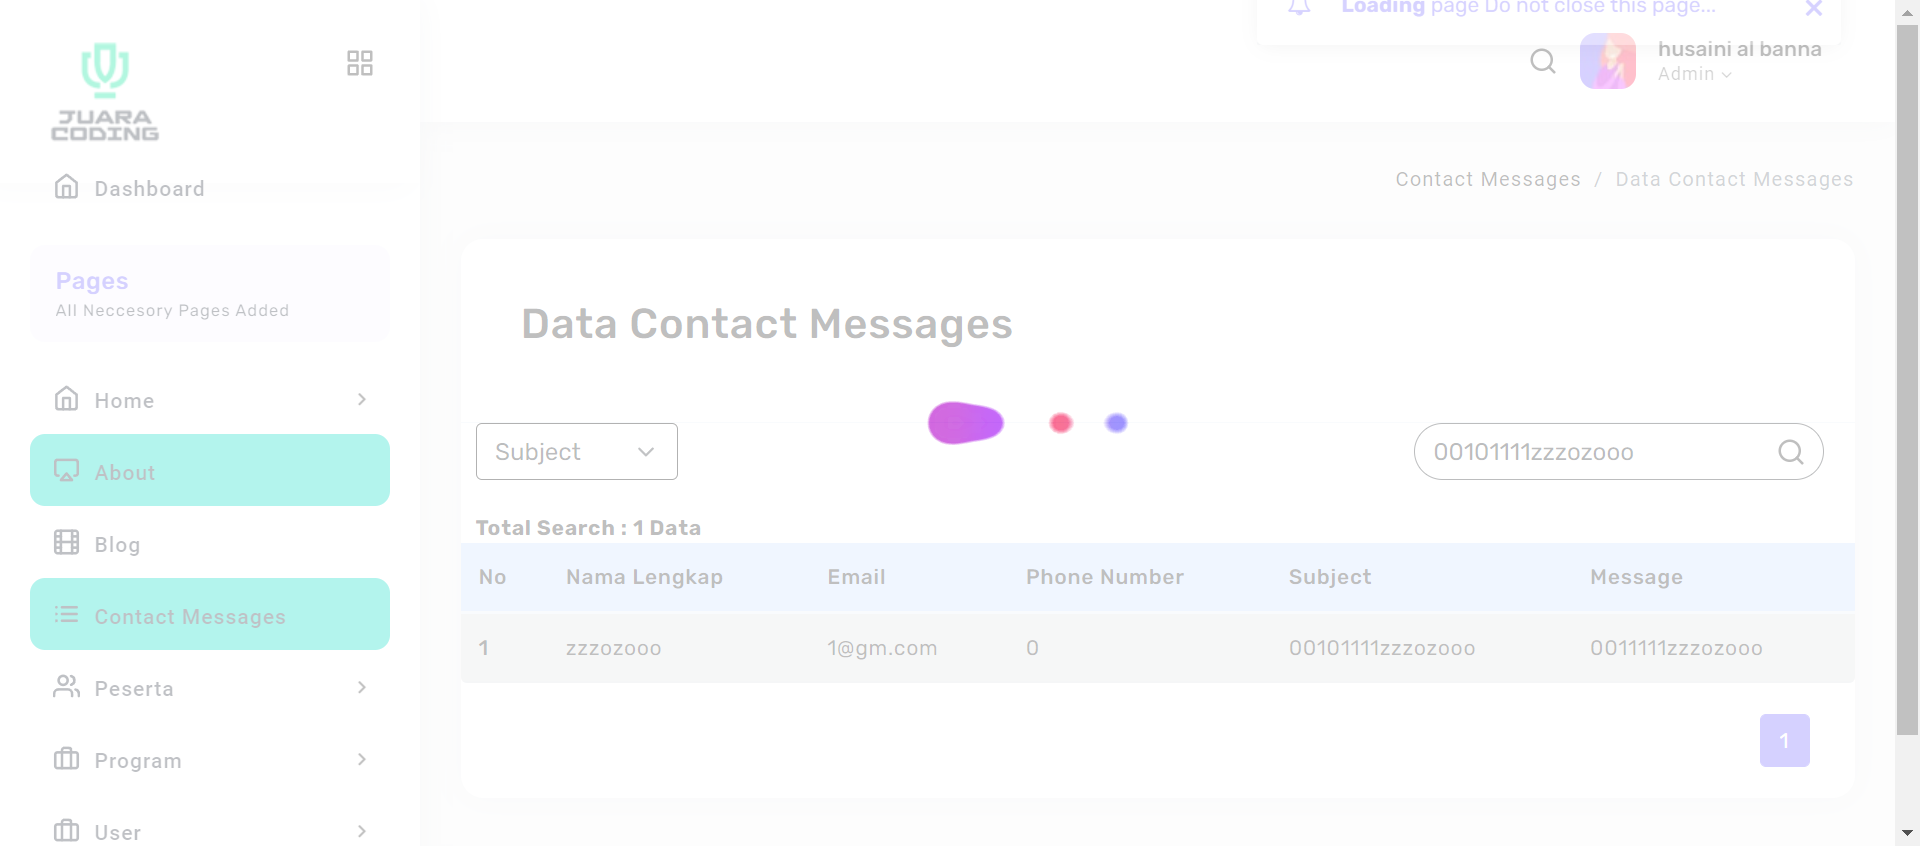 Loading page Do not close this page...
JUARA
CODING
husaini al banna
Admin
Dashboard
Contact Messages / Data Contact Messages
Pages
All Neccesory Pages Added
Data Contact Messages
Home
About
Blog
Contact Messages
Peserta
Program
User
Subject
00101111zzzozooo
Total Search : 1 Data
No Nama Lengkap Email Phone Number Subject Message
1 zzzozooo 1@gm.com 0 00101111zzzozooo 0011111zzzozooo
1